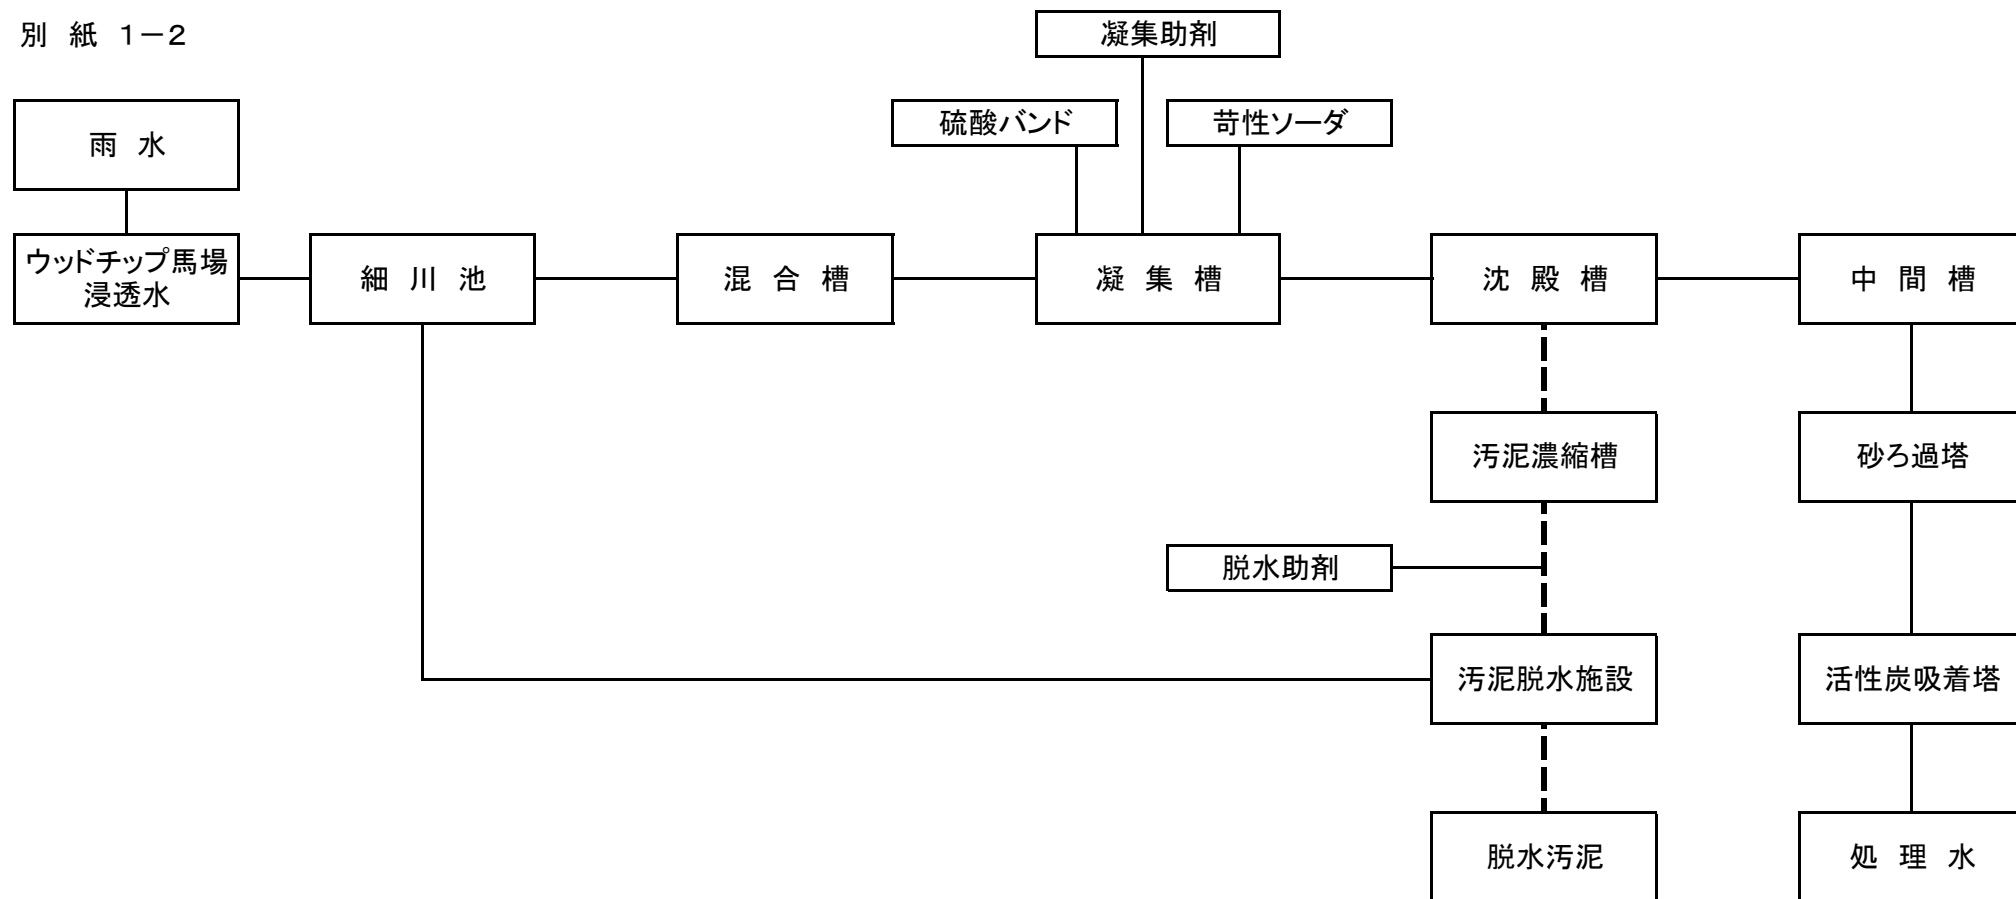 別 紙 1－2
凝集助剤
硫酸バンド
苛性ソーダ
雨 水
ウッドチップ馬場
浸透水
細 川 池
混 合 槽
凝 集 槽
沈 殿 槽
中 間 槽
汚泥濃縮槽
砂ろ過塔
脱水助剤
汚泥脱水施設
活性炭吸着塔
脱水汚泥
処 理 水